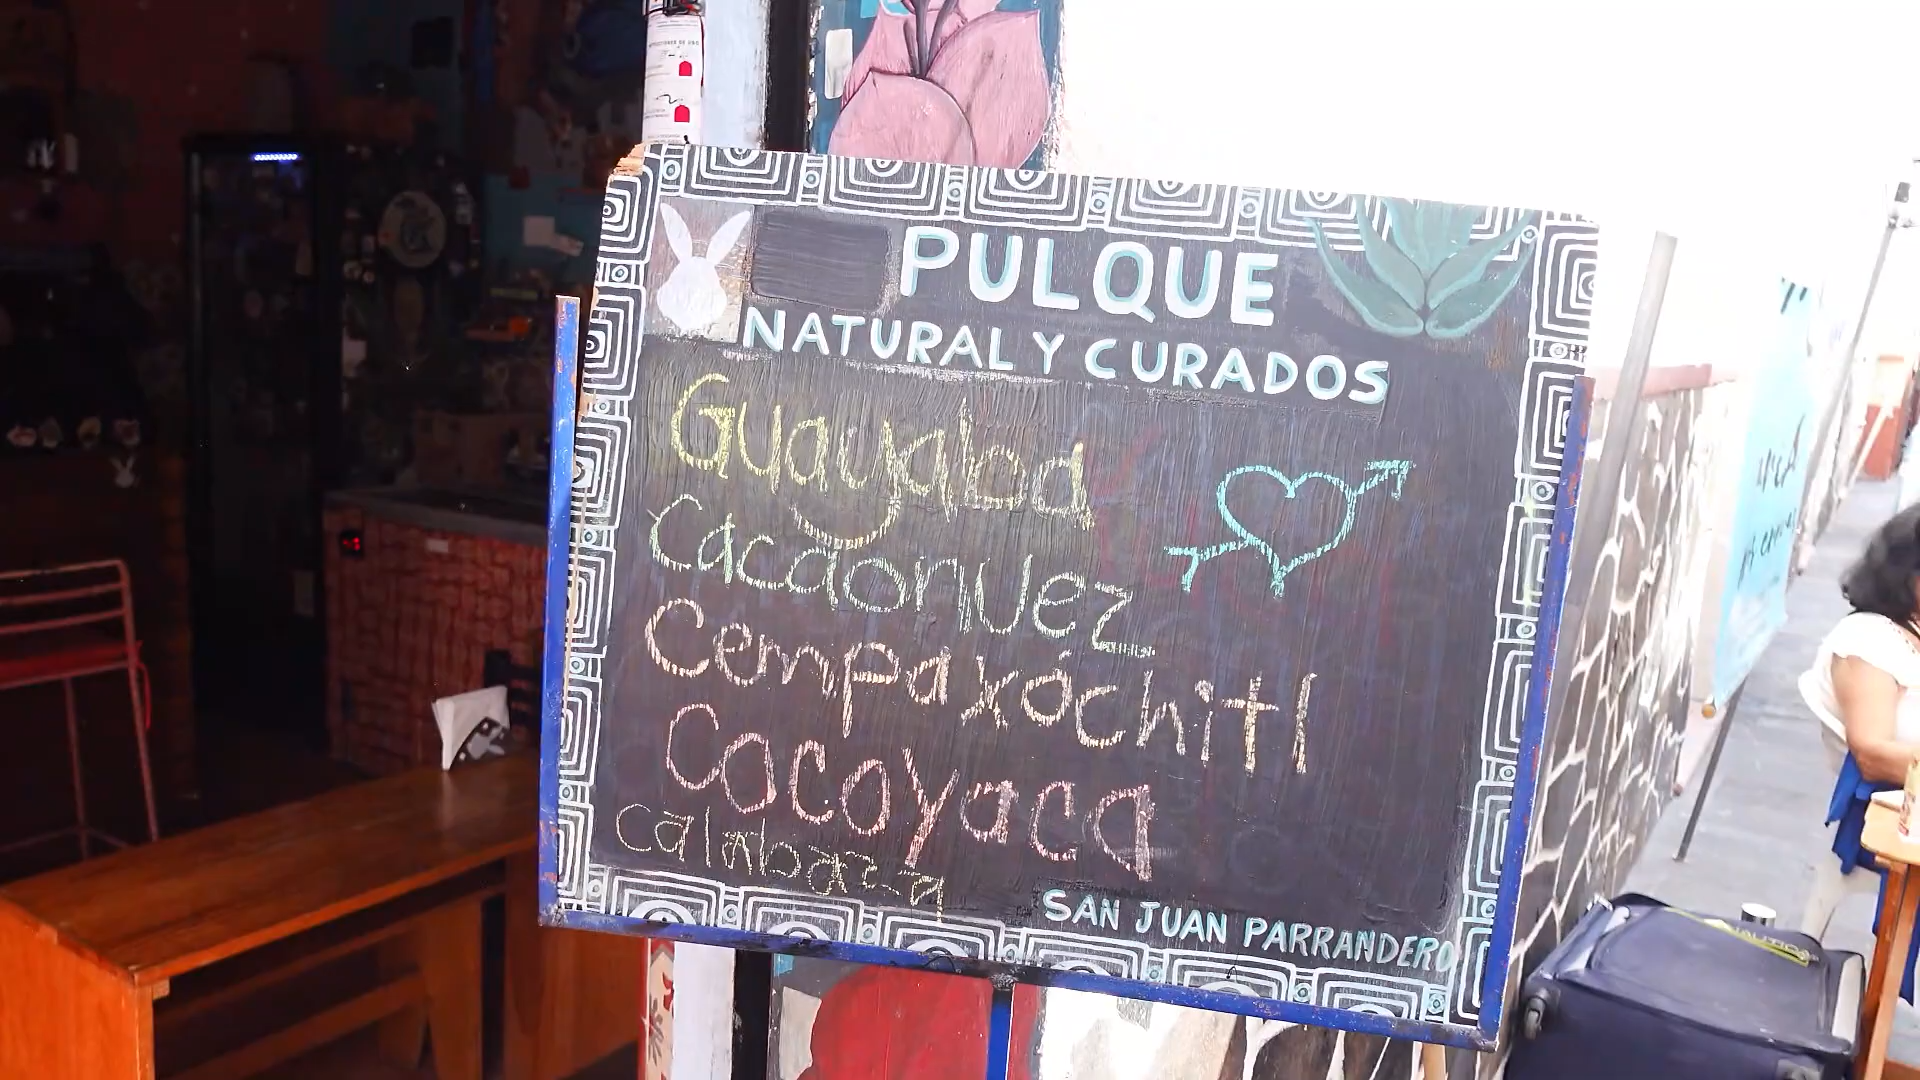 PULQUE
NATURAL Y CURADOS
Guayaba
Cacaonuez
Cempaxóchitl
Cocoyaca
Calabaza
SAN JUAN PARRANDERO